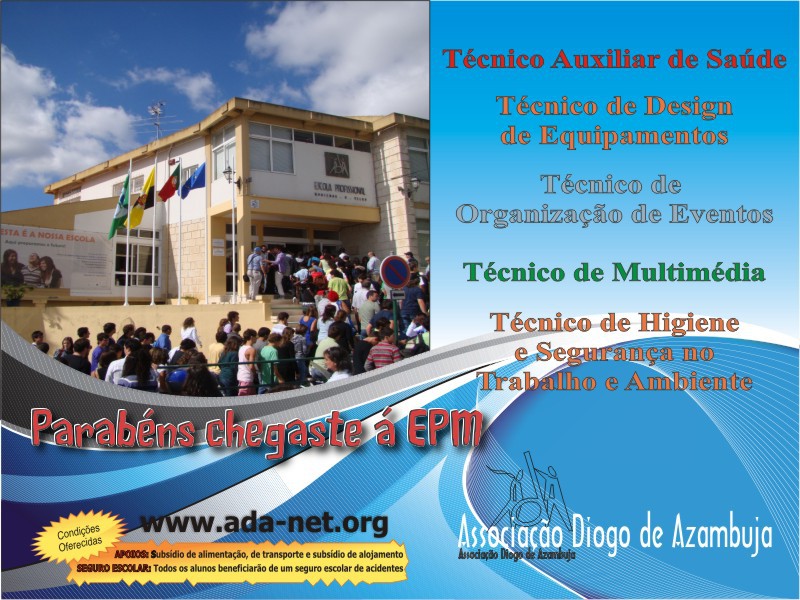 Técnico Auxiliar de Saúde
Técnico de Design
de Equipamentos
Técnico de
Organização de Eventos
Técnico de Multimédia
Técnico de Higiene
e Segurança no
Trabalho e Ambiente
ESCOLA PROFISSIONAL
ESTA É A NOSSA ESCOLA
Parabéns chegaste á EPM
www.ada-net.org
Condições
Oferecidas
APOIOS: Subsídio de alimentação, de transporte e subsídio de alojamento
SEGURO ESCOLAR: Todos os alunos beneficiarão de um seguro escolar de acidentes
Associação Diogo de Azambuja
Associação Diogo de Azambuja